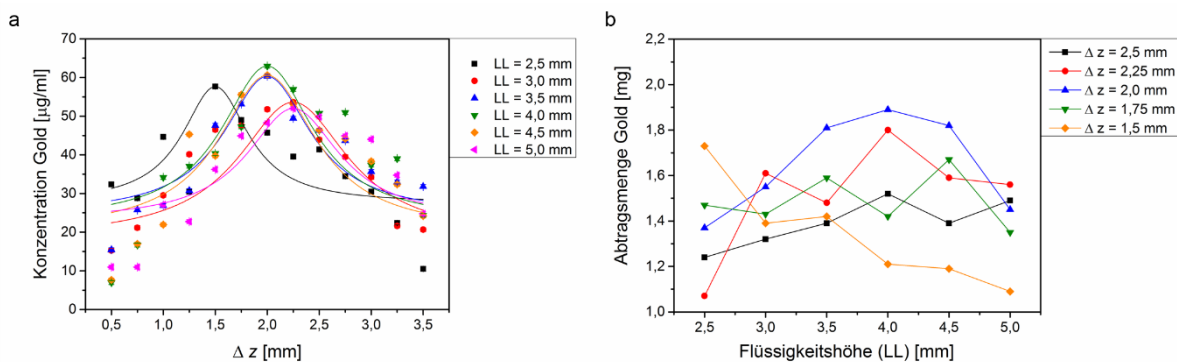 a
Konzentration Gold [µg/ml]
70
60
50
40
30
20
10
0
0,5
1,0
1,5
2,0
2,5
3,0
3,5
Δ z [mm]
LL = 2,5 mm
LL = 3,0 mm
LL = 3,5 mm
LL = 4,0 mm
LL = 4,5 mm
LL = 5,0 mm
b
Abtragsmenge Gold [mg]
2,2
2,0
1,8
1,6
1,4
1,2
1,0
2,5
3,0
3,5
4,0
4,5
5,0
Flüssigkeitshöhe (LL) [mm]
Δ z = 2,5 mm
Δ z = 2,25 mm
Δ z = 2,0 mm
Δ z = 1,75 mm
Δ z = 1,5 mm